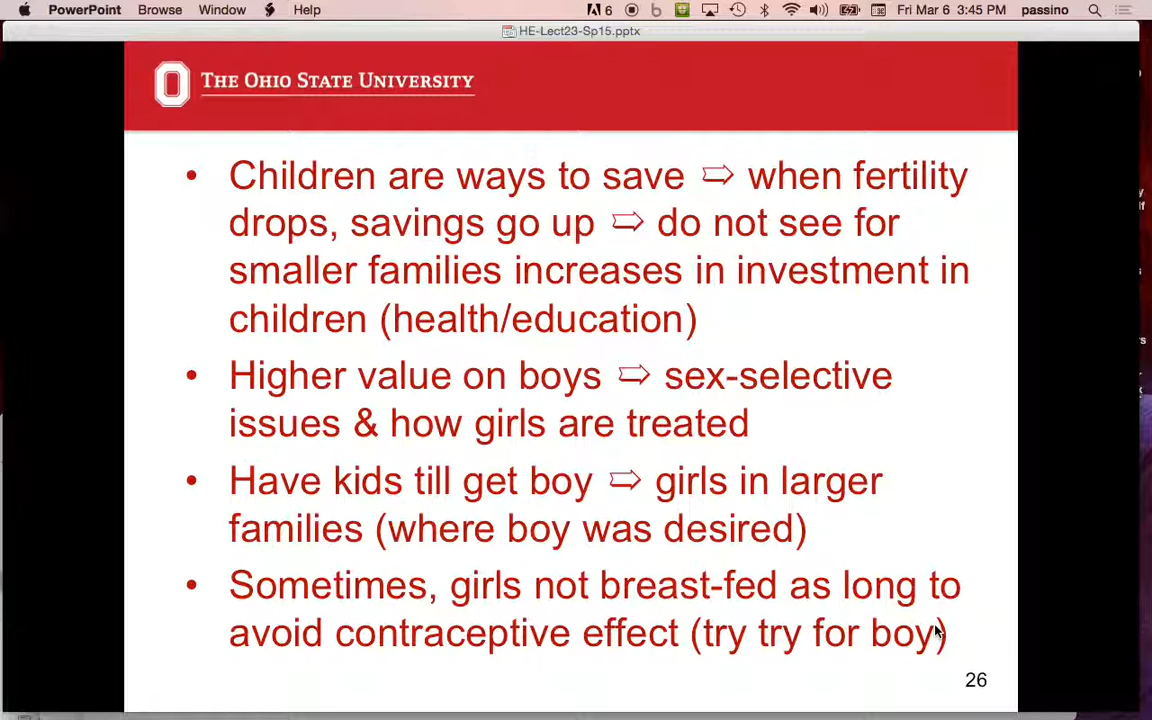 PowerPoint Browse Window Help 6 Fri Mar 6 3:45 PM passino
HE-Lect23-Sp15.pptx
THE OHIO STATE UNIVERSITY
• Children are ways to save ⇨ when fertility
drops, savings go up ⇨ do not see for
smaller families increases in investment in
children (health/education)
• Higher value on boys ⇨ sex-selective
issues & how girls are treated
• Have kids till get boy ⇨ girls in larger
families (where boy was desired)
• Sometimes, girls not breast-fed as long to
avoid contraceptive effect (try try for boy)
26